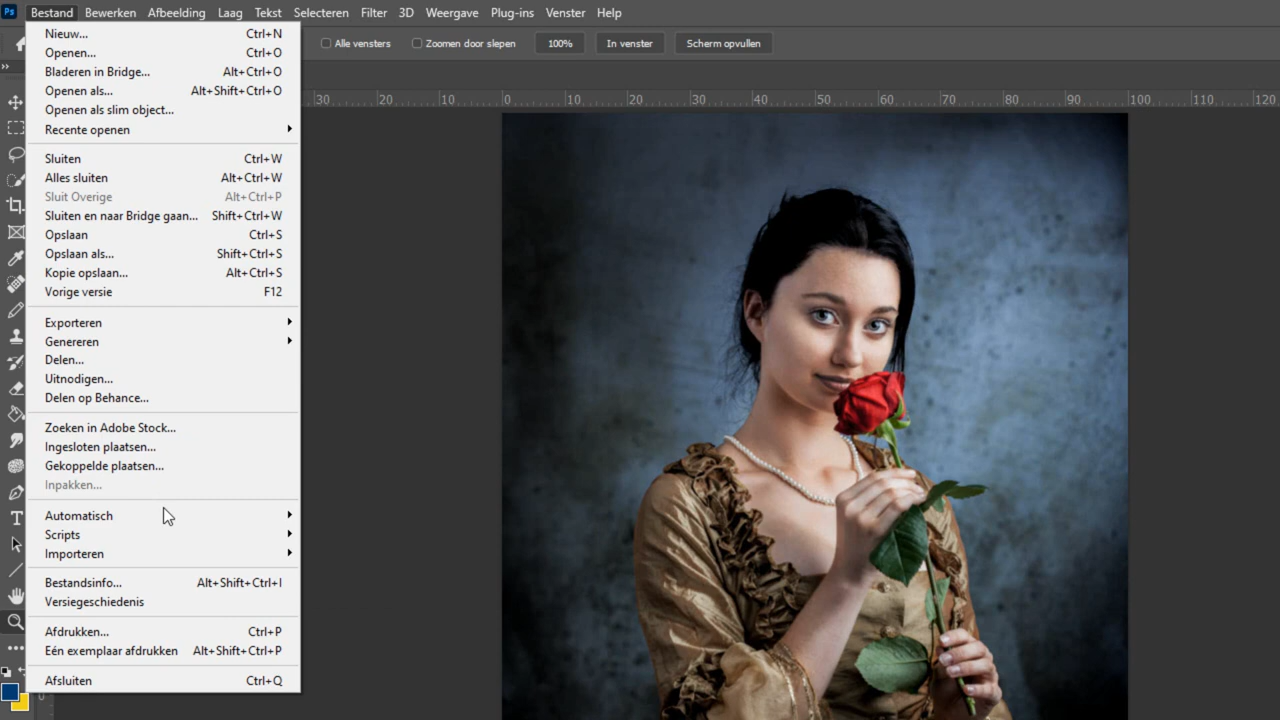 Ps Bestand Bewerken Afbeelding Laag Tekst Selecteren Filter 3D Weergave Plug-ins Venster Help
Alle vensters Zoomen door slepen 100% In venster Scherm opvullen
30 20 10 0 10 20 30 40 50 60 70 80 90 100 110 120
Nieuw... Ctrl+N
Openen... Ctrl+O
Bladeren in Bridge... Alt+Ctrl+O
Openen als... Alt+Shift+Ctrl+O
Openen als slim object...
Recente openen
Sluiten Ctrl+W
Alles sluiten Alt+Ctrl+W
Sluit Overige Alt+Ctrl+P
Sluiten en naar Bridge gaan... Shift+Ctrl+W
Opslaan Ctrl+S
Opslaan als... Shift+Ctrl+S
Kopie opslaan... Alt+Ctrl+S
Vorige versie F12
Exporteren
Genereren
Delen...
Uitnodigen...
Delen op Behance...
Zoeken in Adobe Stock...
Ingesloten plaatsen...
Gekoppelde plaatsen...
Inpakken...
Automatisch
Scripts
Importeren
Bestandsinfo... Alt+Shift+Ctrl+I
Versiegeschiedenis
Afdrukken... Ctrl+P
Eén exemplaar afdrukken Alt+Shift+Ctrl+P
Afsluiten Ctrl+Q